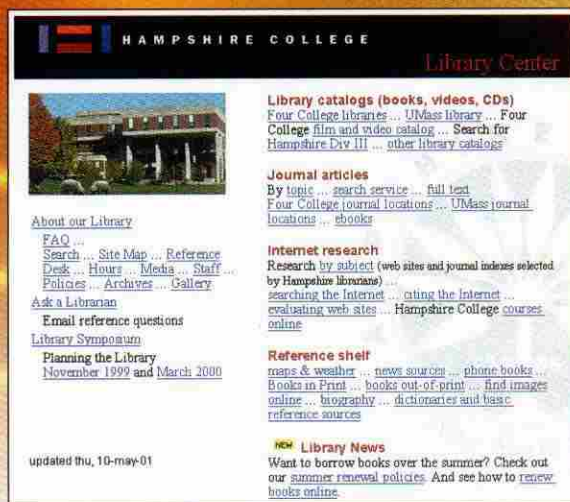 HAMPSHIRE COLLEGE
Library Center
About our Library
FAQ ...
Search ... Site Map ... Reference
Desk ... Hours ... Media ... Staff ...
Policies ... Archives ... Gallery
Ask a Librarian
Email reference questions
Library Symposium
Planning the Library
November 1999 and March 2000
updated thu, 10-may-01
Library catalogs (books, videos, CDs)
Four College libraries ... UMass library ... Four
College film and video catalog ... Search for
Hampshire Div III ... other library catalogs
Journal articles
By topic ... search service ... full text
Four College journal locations ... UMass journal
locations ... ebooks
Internet research
Research by subject (web sites and journal indexes selected
by Hampshire librarians) ...
searching the Internet ... citing the Internet ...
evaluating web sites ... Hampshire College courses
online
Reference shelf
maps & weather ... news sources ... phone books ...
Books in Print ... books out-of-print ... find images
online ... biography ... dictionaries and basic
reference sources
NEW Library News
Want to borrow books over the summer? Check out
our summer renewal policies. And see how to renew
books online.